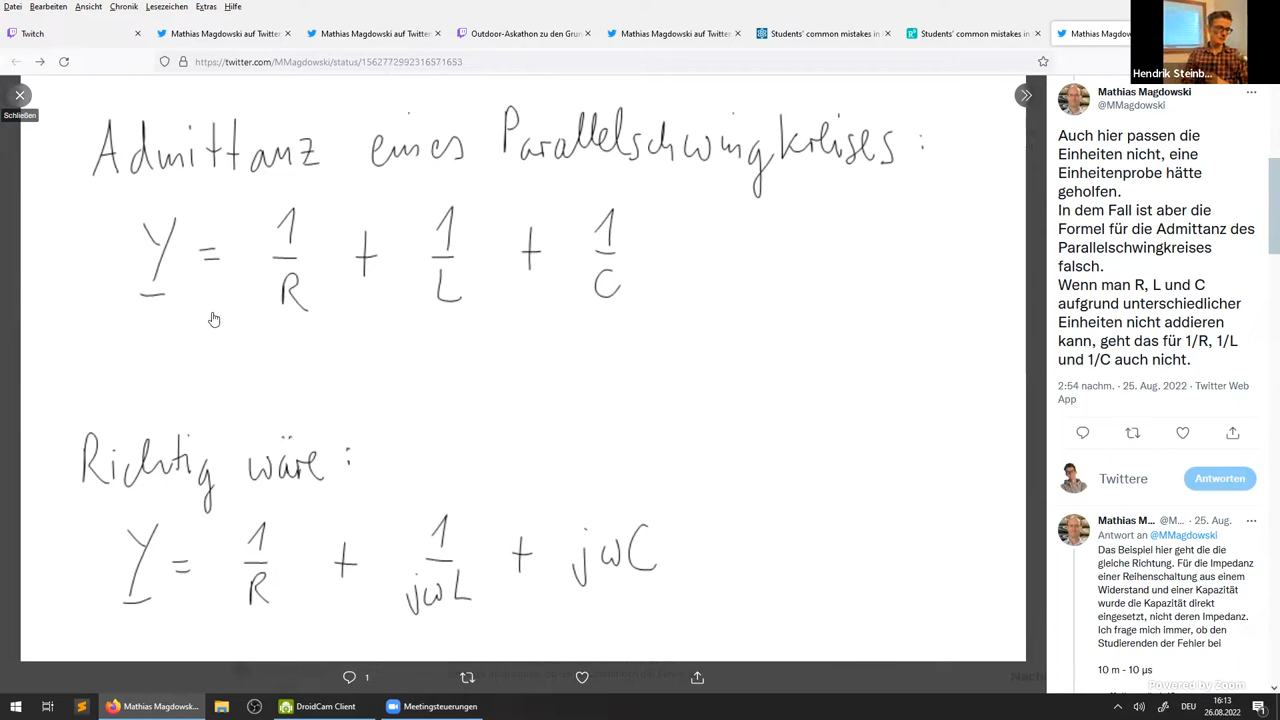 Datei Bearbeiten Ansicht Chronik Lesezeichen Extras Hilfe
Twitch
Mathias Magdowski auf Twitter
Mathias Magdowski auf Twitter
Outdoor-Askathon zu den Grun
Mathias Magdowski auf Twitter
Students' common mistakes in
Students' common mistakes in
Mathias Magdow
https://twitter.com/MMagdowski/status/1562772992316571653
Hendrik Steinb...
Schließen
Admittanz eines Parallelschwingkreises :
Y = 1/R + 1/L + 1/C
Richtig wäre :
Y = 1/R + 1/jωL + jωC
1
Mathias Magdowski
@MMagdowski
Auch hier passen die
Einheiten nicht, eine
Einheitenprobe hätte
geholfen.
In dem Fall ist aber die
Formel für die Admittanz des
Parallelschwingkreises
falsch.
Wenn man R, L und C
aufgrund unterschiedlicher
Einheiten nicht addieren
kann, geht das für 1/R, 1/L
und 1/C auch nicht.
2:54 nachm. · 25. Aug. 2022 · Twitter Web
App
Twittere
Antworten
Mathias M... @M... · 25. Aug.
Antwort an @MMagdowski
Das Beispiel hier geht die die
gleiche Richtung. Für die Impedanz
einer Reihenschaltung aus einem
Widerstand und einer Kapazität
wurde die Kapazität direkt
eingesetzt, nicht deren Impedanz.
Ich frage mich immer, ob den
Studierenden der Fehler bei
10 m - 10 µs
Powered by Zoom
Mathias Magdowsk...
DroidCam Client
Meetingsteuerungen
DEU
16:13
26.08.2022
1